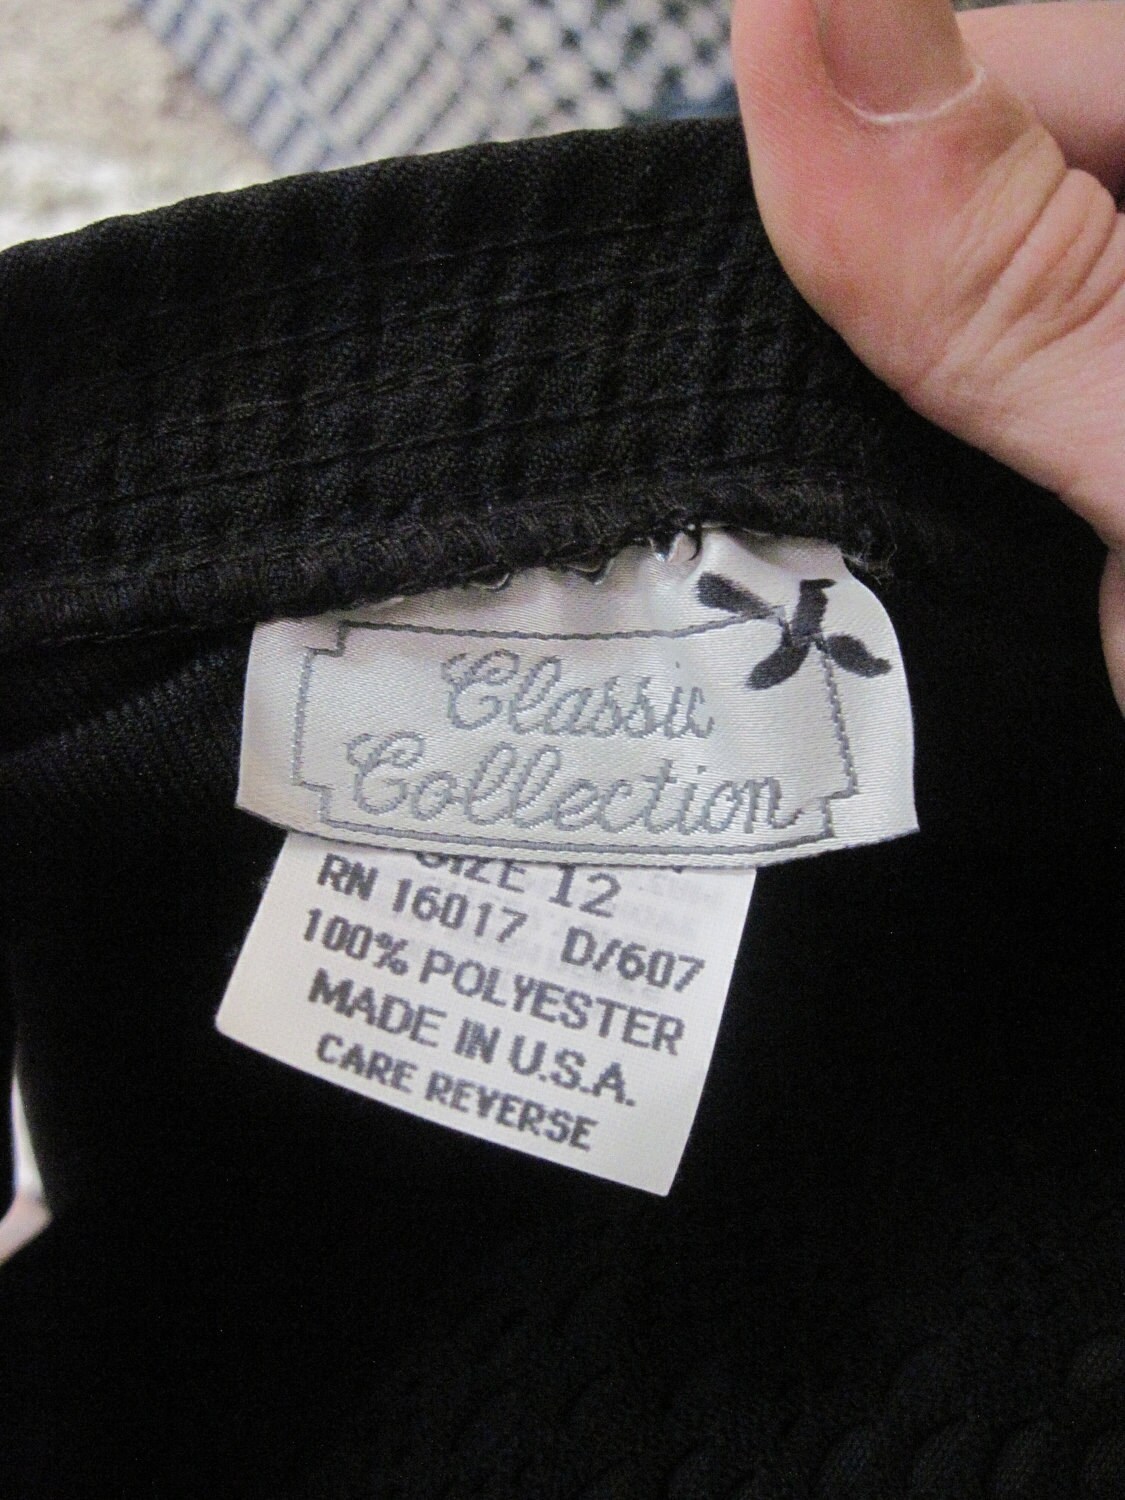 Classic
Collection
SIZE 12
RN 16017 D/607
100% POLYESTER
MADE IN U.S.A.
CARE REVERSE